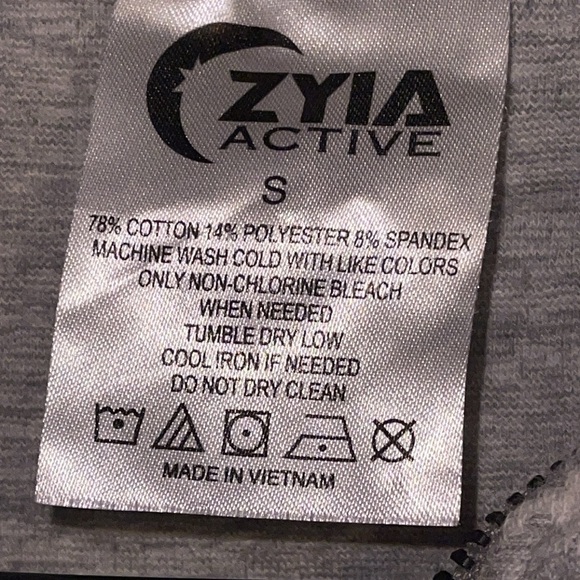 ZYIA
ACTIVE
S
78% COTTON 14% POLYESTER 8% SPANDEX
MACHINE WASH COLD WITH LIKE COLORS
ONLY NON-CHLORINE BLEACH
WHEN NEEDED
TUMBLE DRY LOW
COOL IRON IF NEEDED
DO NOT DRY CLEAN
MADE IN VIETNAM